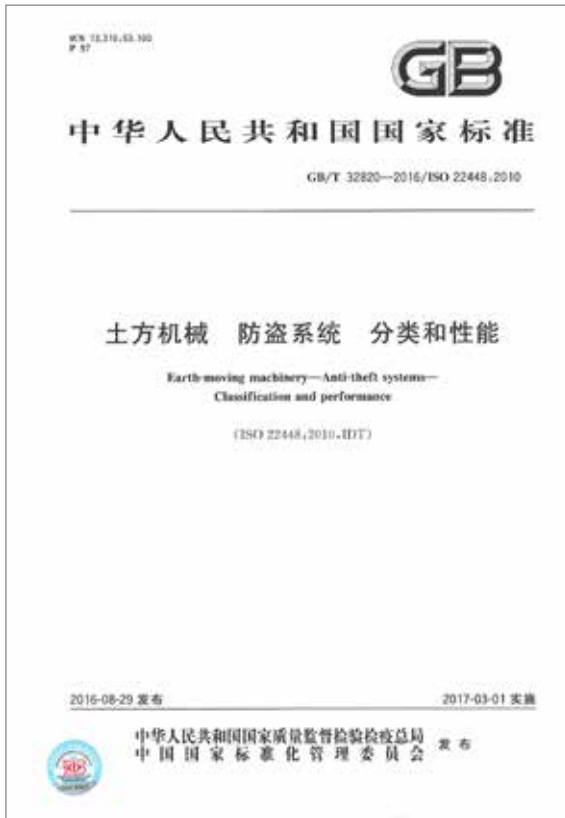 ICS 13.310;53.100
P 97
GB
中华人民共和国国家标准
GB/T 32820—2016/ISO 22448:2010
土方机械 防盗系统 分类和性能
Earth-moving machinery—Anti-theft systems—
Classification and performance
(ISO 22448:2010,IDT)
2016-08-29 发布
2017-03-01 实施
中华人民共和国国家质量监督检验检疫总局
中国国家标准化管理委员会
发布